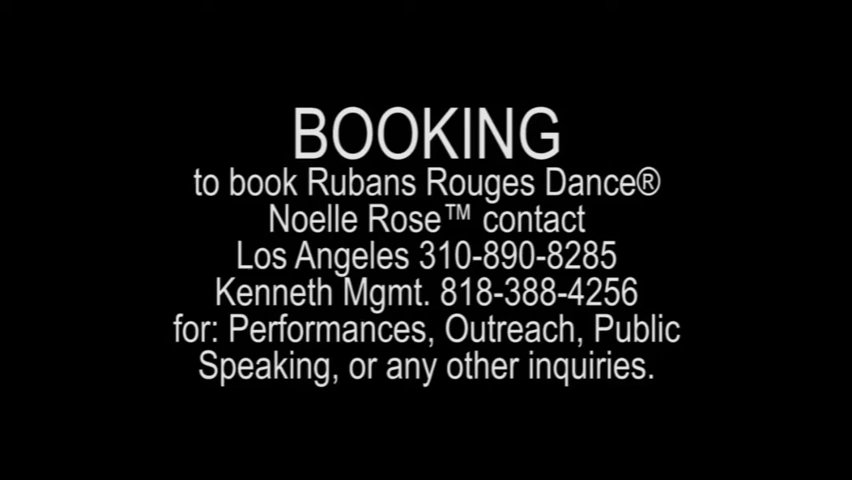 BOOKING
to book Rubans Rouges Dance®
Noelle Rose™ contact
Los Angeles 310-890-8285
Kenneth Mgmt. 818-388-4256
for: Performances, Outreach, Public
Speaking, or any other inquiries.